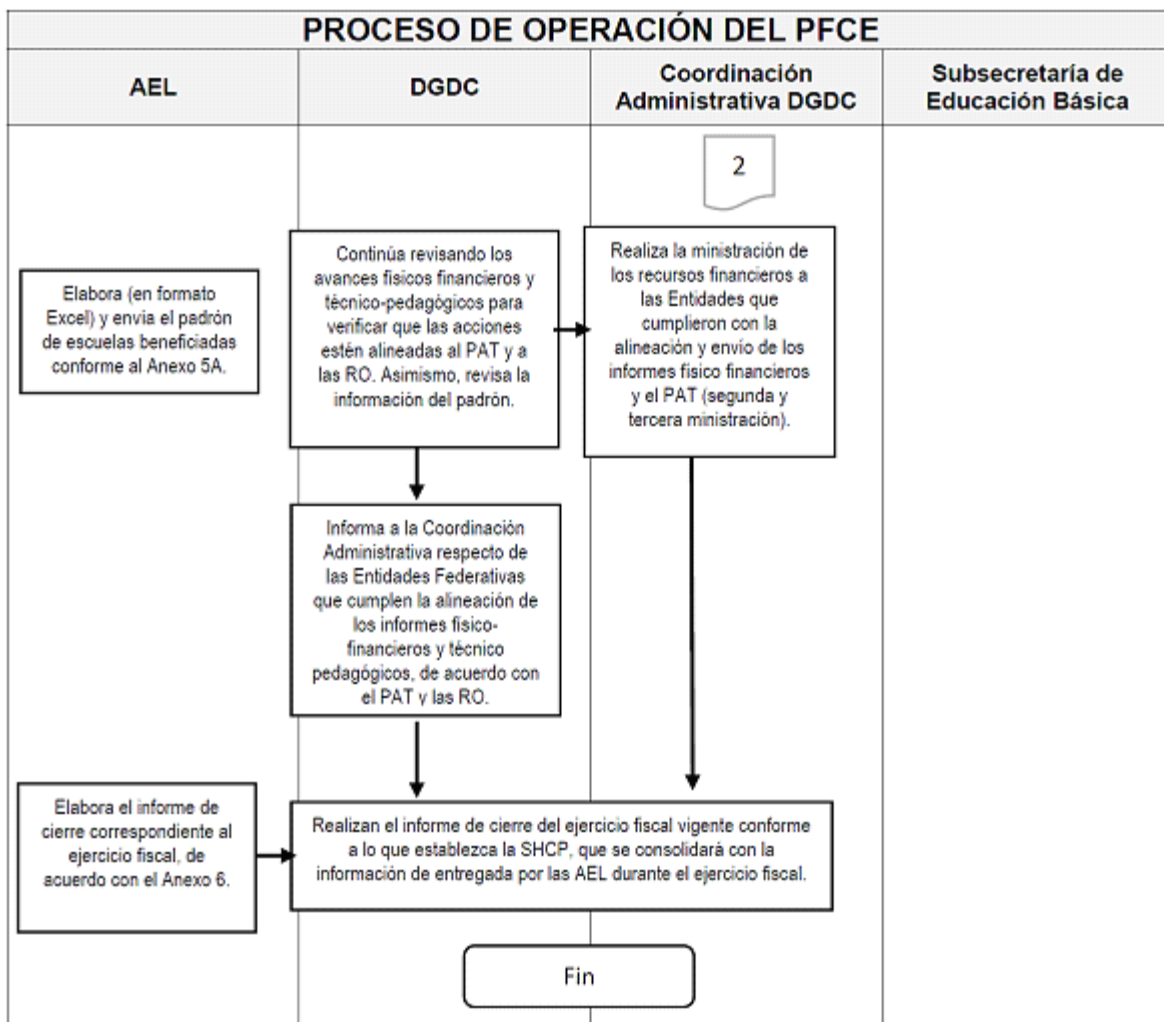 PROCESO DE OPERACIÓN DEL PFCE
AEL
DGDC
Coordinación
Administrativa DGDC
Subsecretaría de
Educación Básica
2
Elabora (en formato
Excel) y envía el padrón
de escuelas beneficiadas
conforme al Anexo 5A.
Continúa revisando los
avances físicos financieros y
técnico-pedagógicos para
verificar que las acciones
estén alineadas al PAT y a
las RO. Asimismo, revisa la
información del padrón.
Realiza la ministración de
los recursos financieros a
las Entidades que
cumplieron con la
alineación y envío de los
informes físico financieros
y el PAT (segunda y
tercera ministración).
Informa a la Coordinación
Administrativa respecto de
las Entidades Federativas
que cumplen la alineación de
los informes físico-
financieros y técnico
pedagógicos, de acuerdo con
el PAT y las RO.
Elabora el informe de
cierre correspondiente al
ejercicio fiscal, de
acuerdo con el Anexo 6.
Realizan el informe de cierre del ejercicio fiscal vigente conforme
a lo que establezca la SHCP, que se consolidará con la
información de entregada por las AEL durante el ejercicio fiscal.
Fin